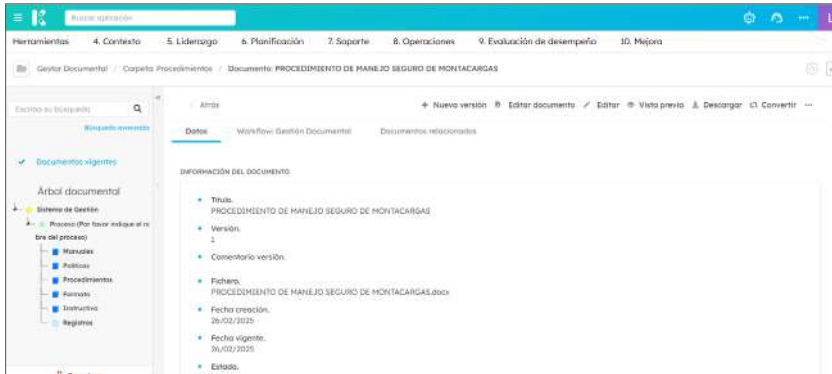 Buscar aplicación
Herramientas 4. Contexto 5. Liderazgo 6. Planificación 7. Soporte 8. Operaciones 9. Evaluación de desempeño 10. Mejora
Gestor Documental / Carpeta: Procedimientos / Documento: PROCEDIMIENTO DE MANEJO SEGURO DE MONTACARGAS
Escriba su búsqueda
Búsqueda avanzada
Documentos vigentes
Árbol documental
Sistema de Gestión
Proceso (Por favor indique el no
bre del proceso)
Manuales
Políticas
Procedimientos
Formato
Instructivo
Registros
Atrás
+ Nueva versión Editar documento Editar Vista previa Descargar Convertir ...
Datos Workflow: Gestión Documental Documentos relacionados
INFORMACIÓN DEL DOCUMENTO
Título.
PROCEDIMIENTO DE MANEJO SEGURO DE MONTACARGAS
Versión.
1
Comentario versión.
Fichero.
PROCEDIMIENTO DE MANEJO SEGURO DE MONTACARGAS.docx
Fecha creación.
26/02/2025
Fecha vigente.
26/02/2025
Estado.